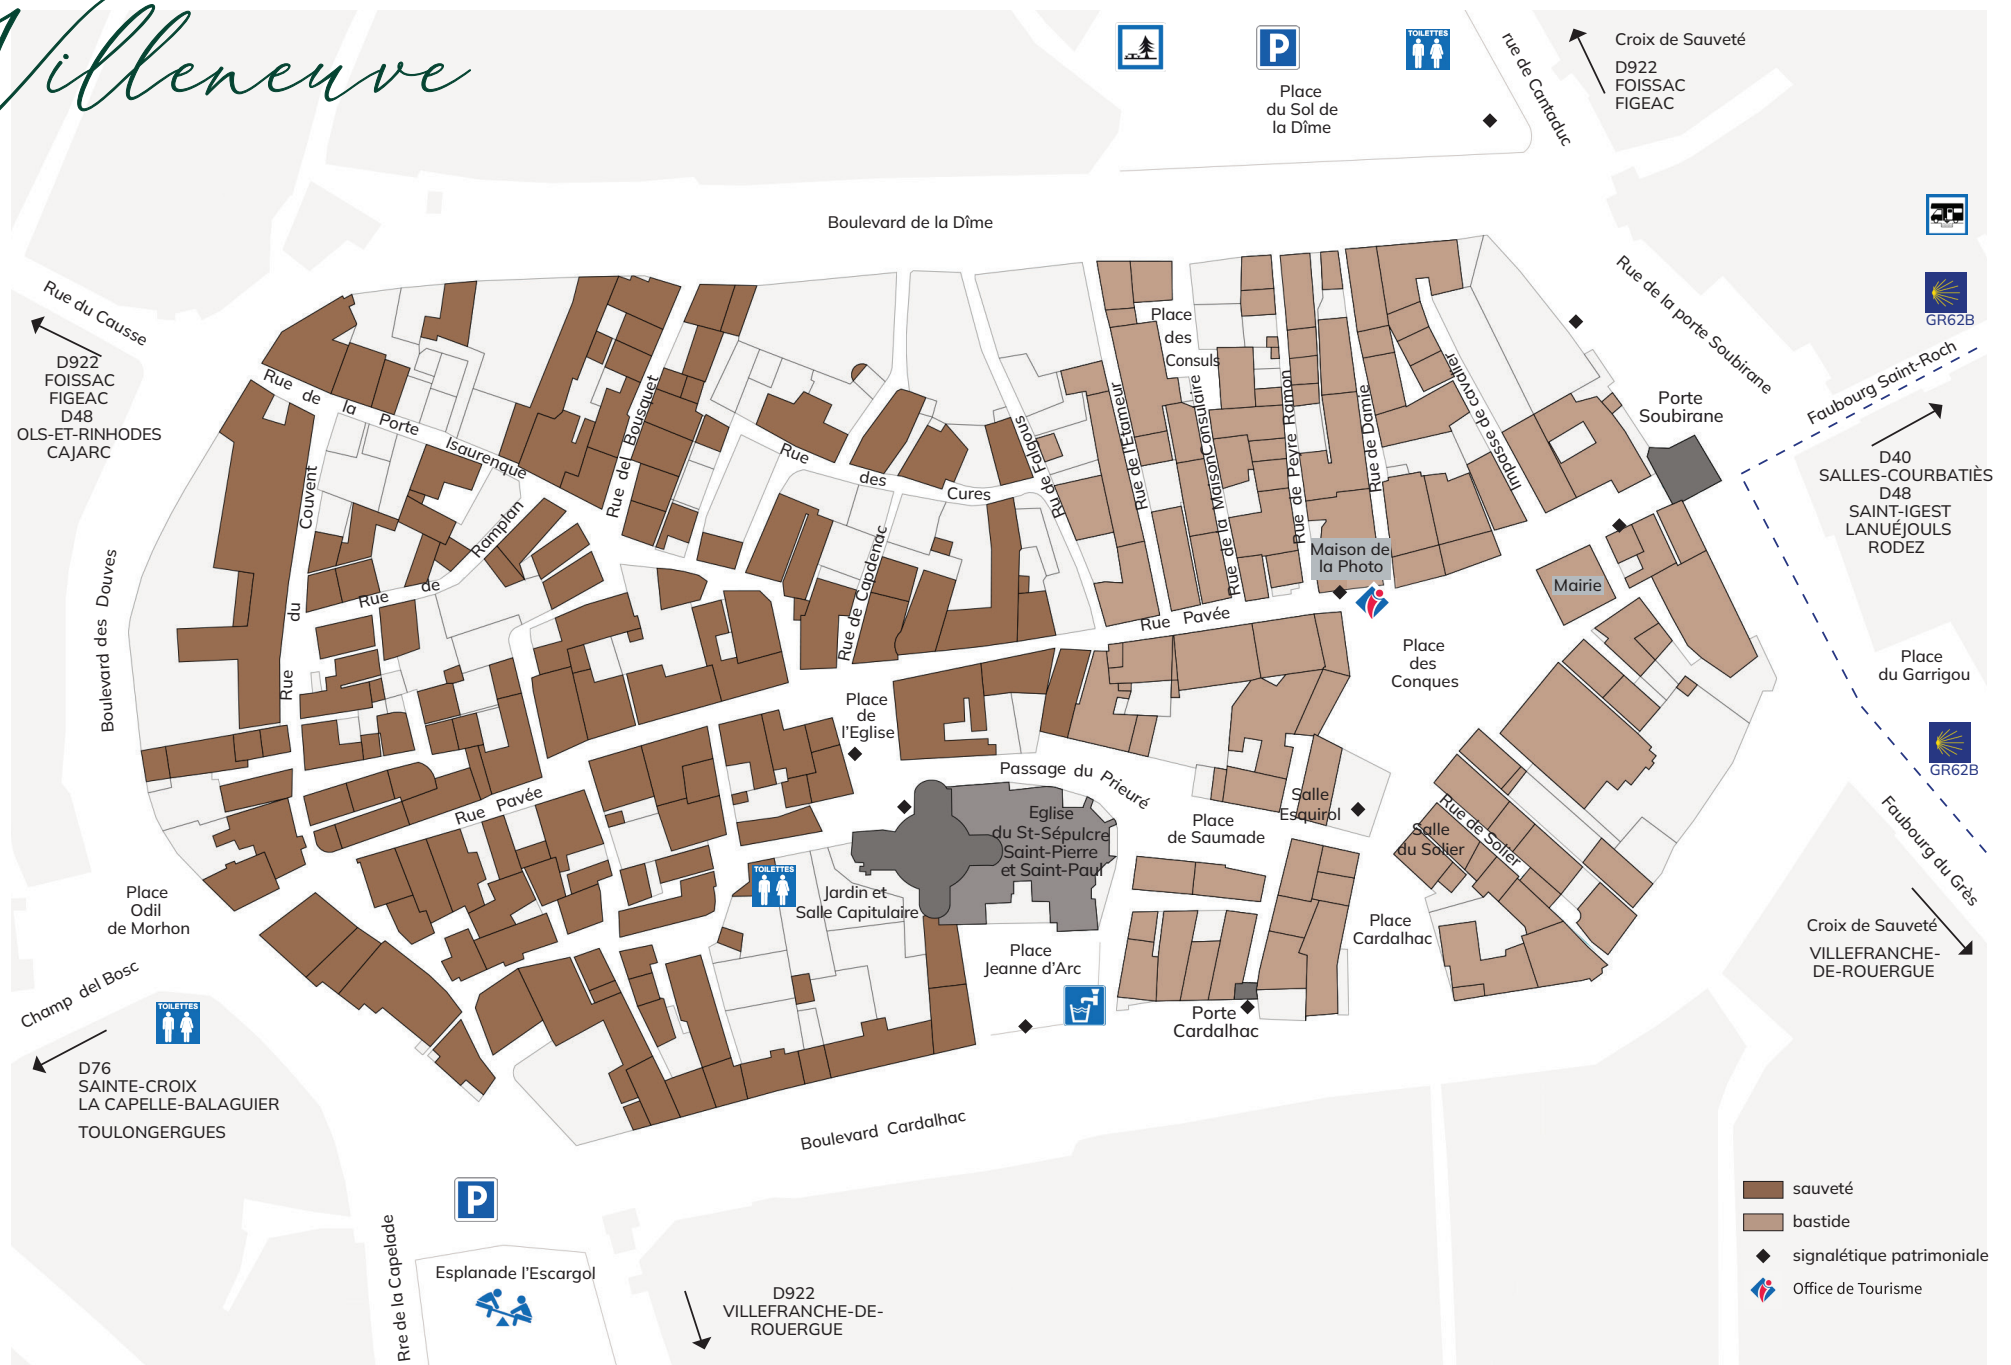 Villeneuve
TOILETTES
P
Place
du Sol de
la Dîme
rue de Cantaduc
Croix de Sauveté
D922
FOISSAC
FIGEAC
Boulevard de la Dîme
Rue du Causse
D922
FOISSAC
FIGEAC
D48
OLS-ET-RINHODES
CAJARC
Rue de la porte Soubirane
GR62B
Faubourg Saint-Roch
Porte
Soubirane
D40
SALLES-COURBATIÈS
D48
SAINT-IGEST
LANUÉJOULS
RODEZ
Place
du Garrigou
GR62B
Faubourg du Grès
Croix de Sauveté
VILLEFRANCHE-
DE-ROUERGUE
Rue de la Porte Isaurenque
Rue du Couvent
Rue de Ramplan
Rue del Bousquet
Rue des Cures
Rue de Capdenac
Ru de Falgous
Rue de l'Etameur
Place
des
Consuls
Rue de la MaisonConsulaire
Rue de Peyre Ramon
Rue de Damie
Impasse de cavalier
Maison de
la Photo
Mairie
Rue Pavée
Place
des
Conques
Boulevard des Douves
Place
de
l'Eglise
Passage du Prieuré
Eglise
du St-Sépulcre
Saint-Pierre
et Saint-Paul
Place
de Saumade
Salle
Esquirol
Salle
du Solier
Rue de Solier
Rue Pavée
TOILETTES
Jardin et
Salle Capitulaire
Place
Jeanne d'Arc
Place
Cardalhac
Porte
Cardalhac
Place
Odil
de Morhon
Champ del Bosc
TOILETTES
D76
SAINTE-CROIX
LA CAPELLE-BALAGUIER
TOULONGERGUES
Boulevard Cardalhac
P
Rre de la Capelade
Esplanade l'Escargol
D922
VILLEFRANCHE-DE-
ROUERGUE
sauveté
bastide
signalétique patrimoniale
Office de Tourisme